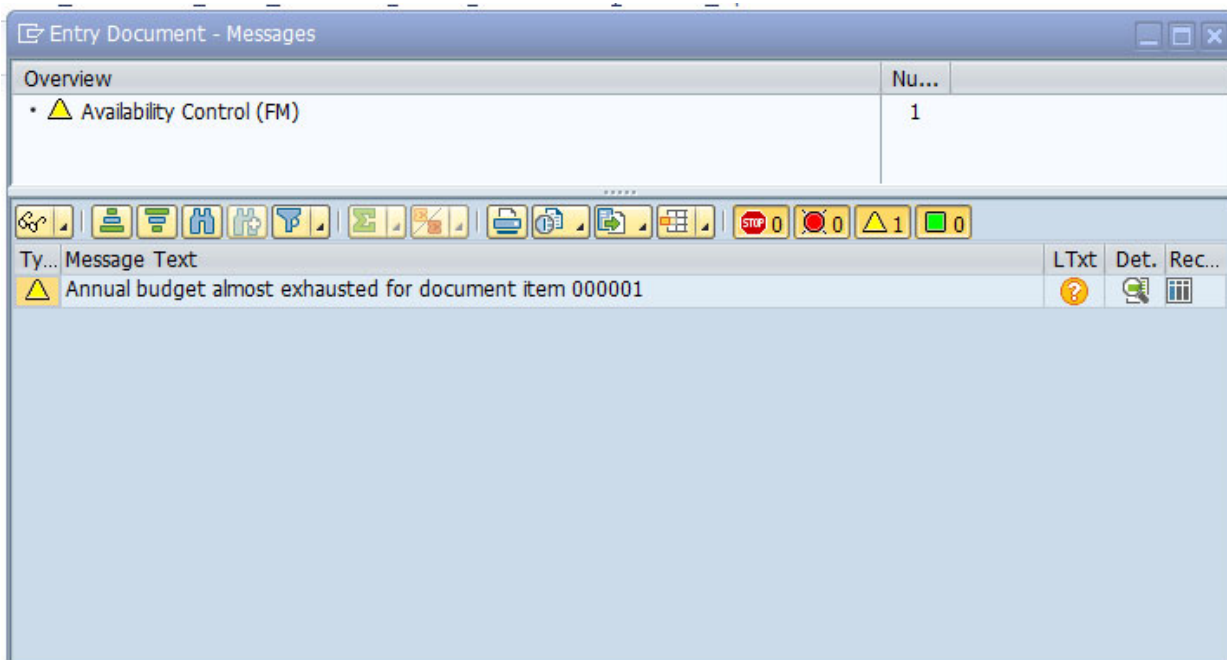 Entry Document - Messages
Overview Nu...
Availability Control (FM) 1
STOP 0 0 1 0
Ty... Message Text LTxt Det. Rec...
Annual budget almost exhausted for document item 000001